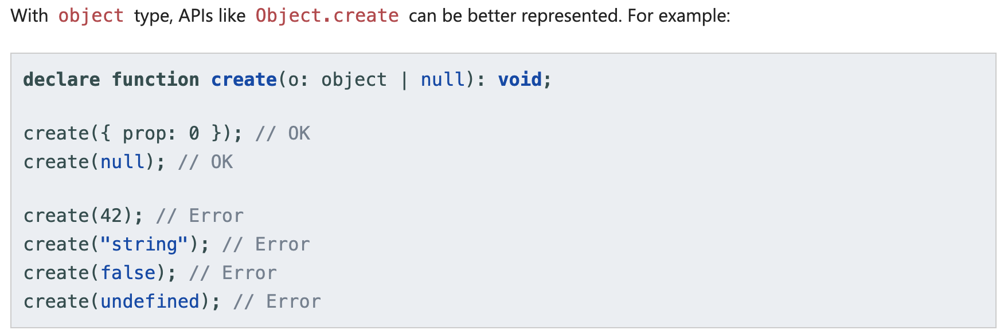 With object type, APIs like Object.create can be better represented. For example:
declare function create(o: object | null): void;
create({ prop: 0 }); // OK
create(null); // OK
create(42); // Error
create("string"); // Error
create(false); // Error
create(undefined); // Error